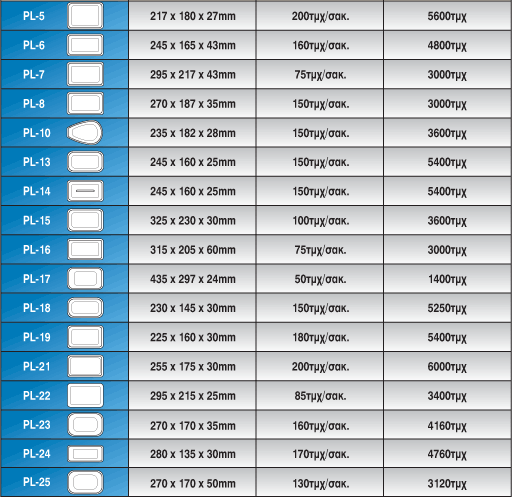 PL-5 217 x 180 x 27mm 200τμχ/σακ. 5600τμχ
PL-6 245 x 165 x 43mm 160τμχ/σακ. 4800τμχ
PL-7 295 x 217 x 43mm 75τμχ/σακ. 3000τμχ
PL-8 270 x 187 x 35mm 150τμχ/σακ. 3000τμχ
PL-10 235 x 182 x 28mm 150τμχ/σακ. 3600τμχ
PL-13 245 x 160 x 25mm 150τμχ/σακ. 5400τμχ
PL-14 245 x 160 x 25mm 150τμχ/σακ. 5400τμχ
PL-15 325 x 230 x 30mm 100τμχ/σακ. 3600τμχ
PL-16 315 x 205 x 60mm 75τμχ/σακ. 3000τμχ
PL-17 435 x 297 x 24mm 50τμχ/σακ. 1400τμχ
PL-18 230 x 145 x 30mm 150τμχ/σακ. 5250τμχ
PL-19 225 x 160 x 30mm 180τμχ/σακ. 5400τμχ
PL-21 255 x 175 x 30mm 200τμχ/σακ. 6000τμχ
PL-22 295 x 215 x 25mm 85τμχ/σακ. 3400τμχ
PL-23 270 x 170 x 35mm 160τμχ/σακ. 4160τμχ
PL-24 280 x 135 x 30mm 170τμχ/σακ. 4760τμχ
PL-25 270 x 170 x 50mm 130τμχ/σακ. 3120τμχ